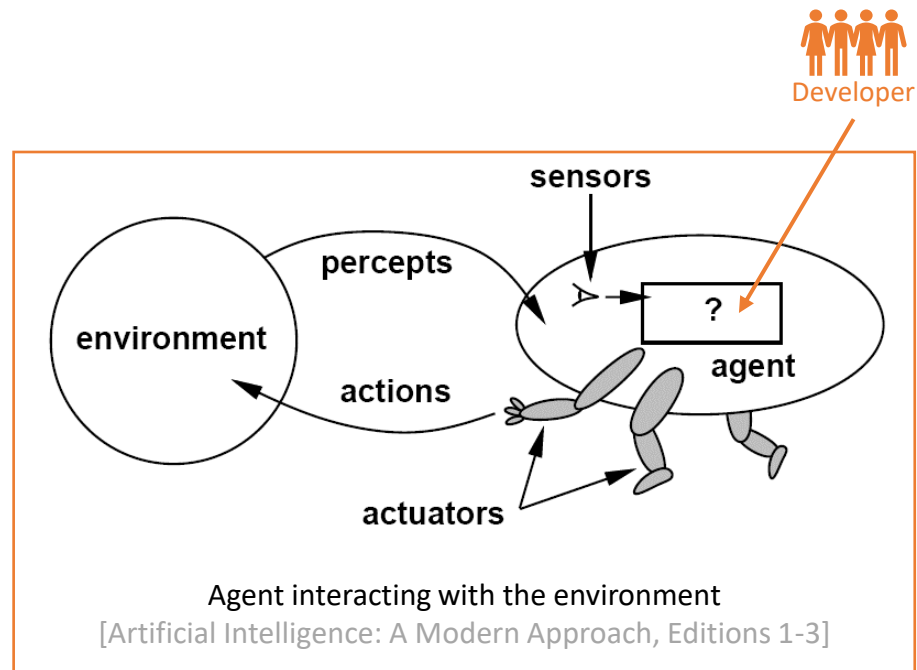 Developer
sensors
percepts
environment
?
agent
actions
actuators
Agent interacting with the environment
[Artificial Intelligence: A Modern Approach, Editions 1-3]